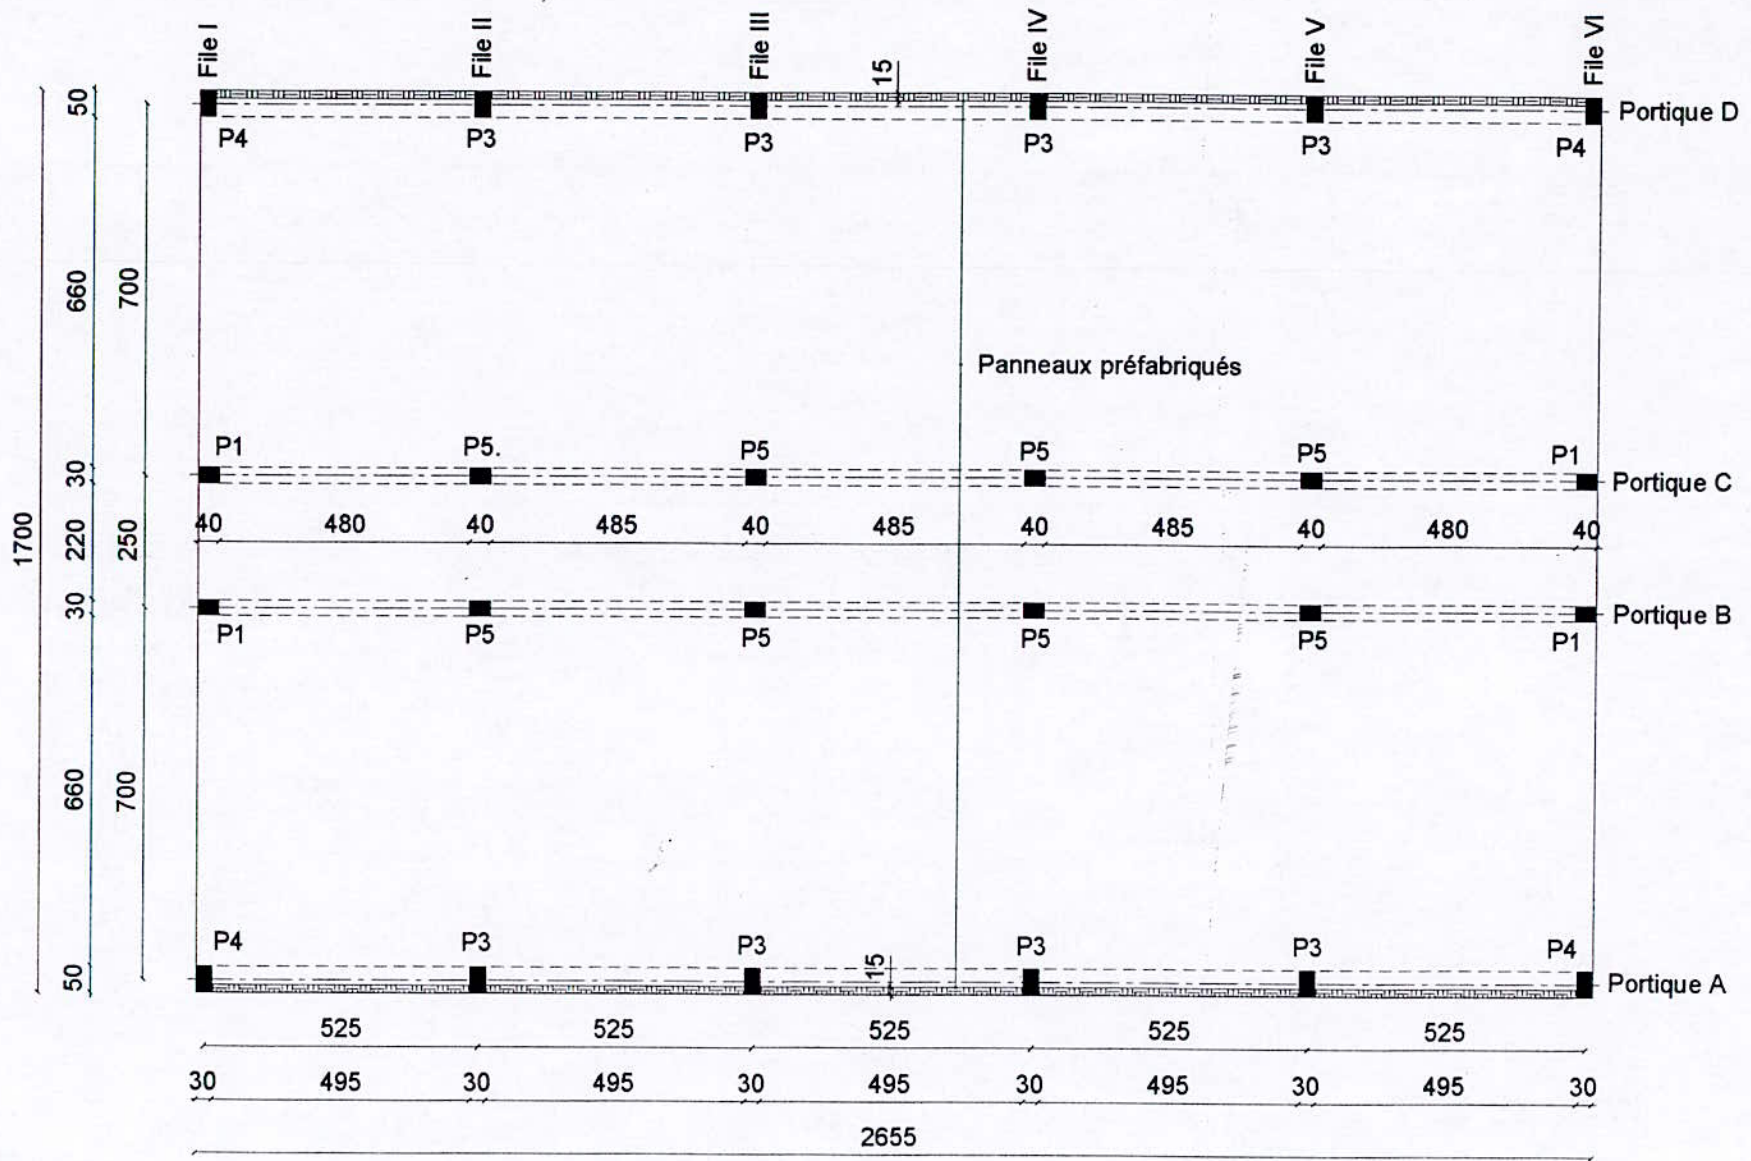 File I
File II
File III
File IV
File V
File VI
15
50
Portique D
P4
P3
P3
P3
P3
P4
660
700
Panneaux préfabriqués
P1
P5.
P5
P5
P5
P1
30
Portique C
1700
220
250
40
480
40
485
40
485
40
485
40
480
40
30
Portique B
P1
P5
P5
P5
P5
P1
660
700
P4
P3
P3
P3
P3
P4
50
15
Portique A
525
525
525
525
525
30
495
30
495
30
495
30
495
30
495
30
2655